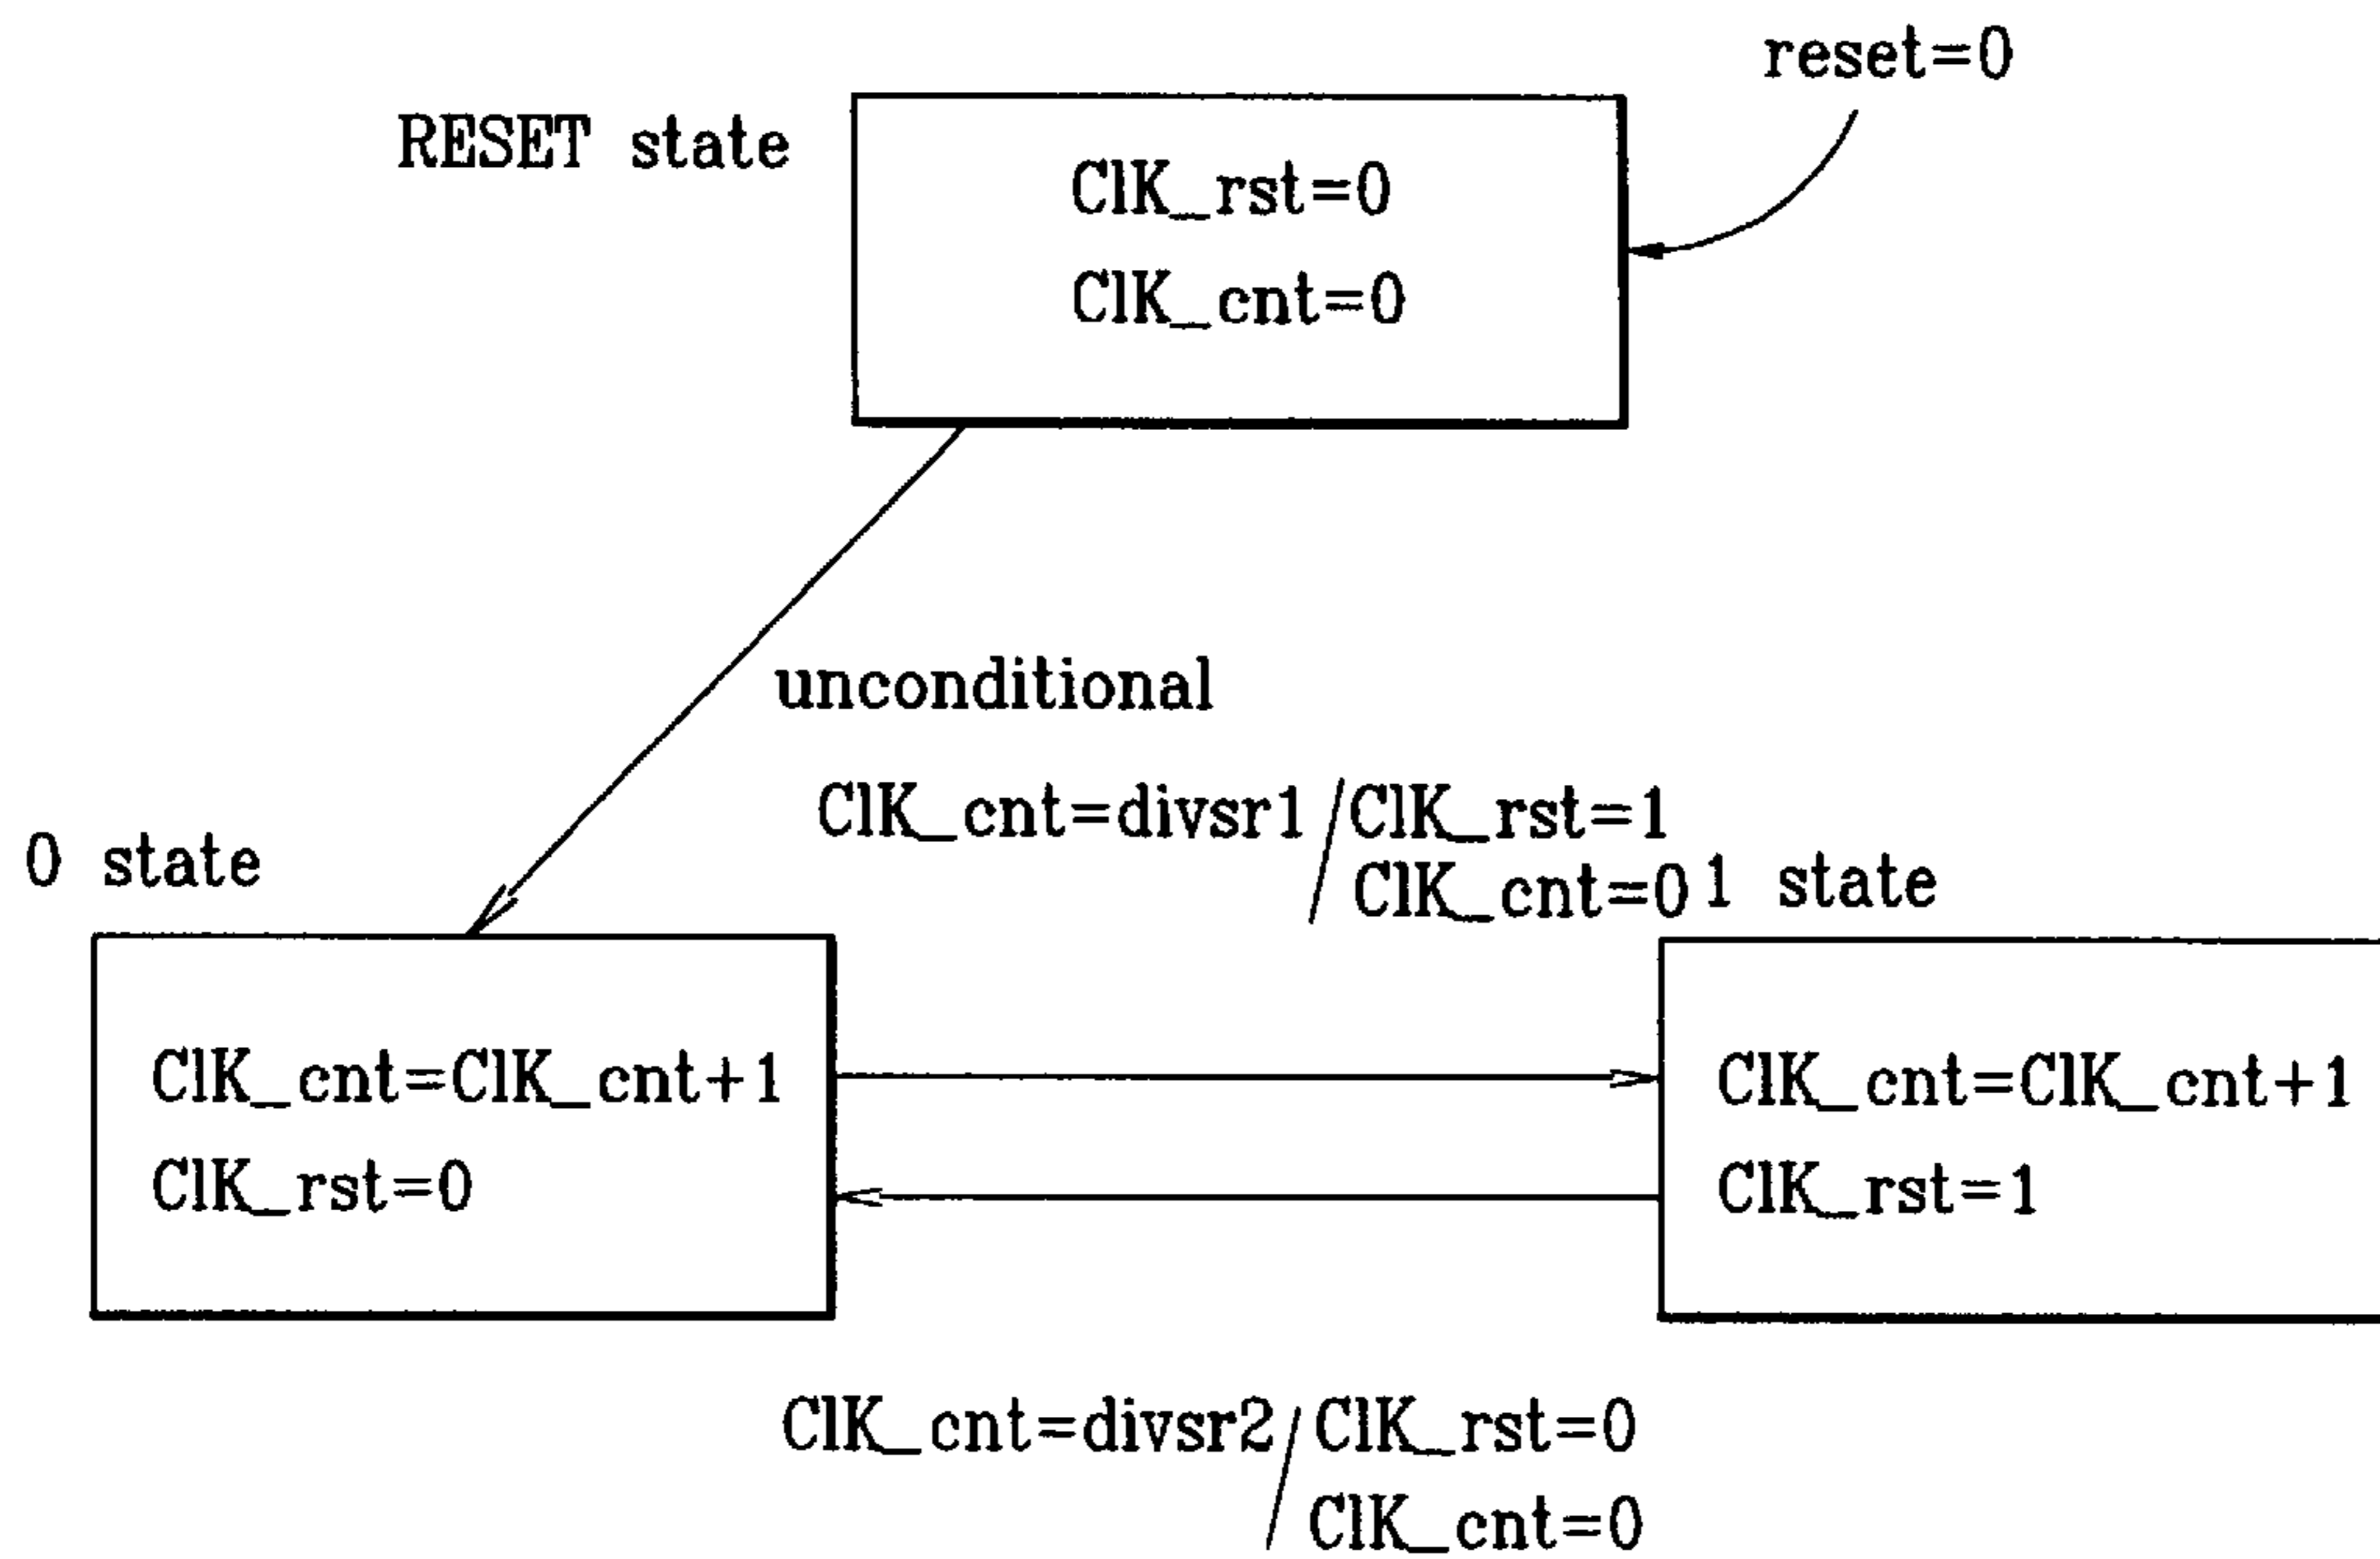 reset=0
RESET state
ClK_rst=0
ClK_cnt=0
unconditional
ClK_cnt=divsr1/ClK_rst=1
ClK_cnt=0
0 state
1 state
ClK_cnt=ClK_cnt+1
ClK_rst=0
ClK_cnt=ClK_cnt+1
ClK_rst=1
ClK_cnt=divsr2/ClK_rst=0
ClK_cnt=0